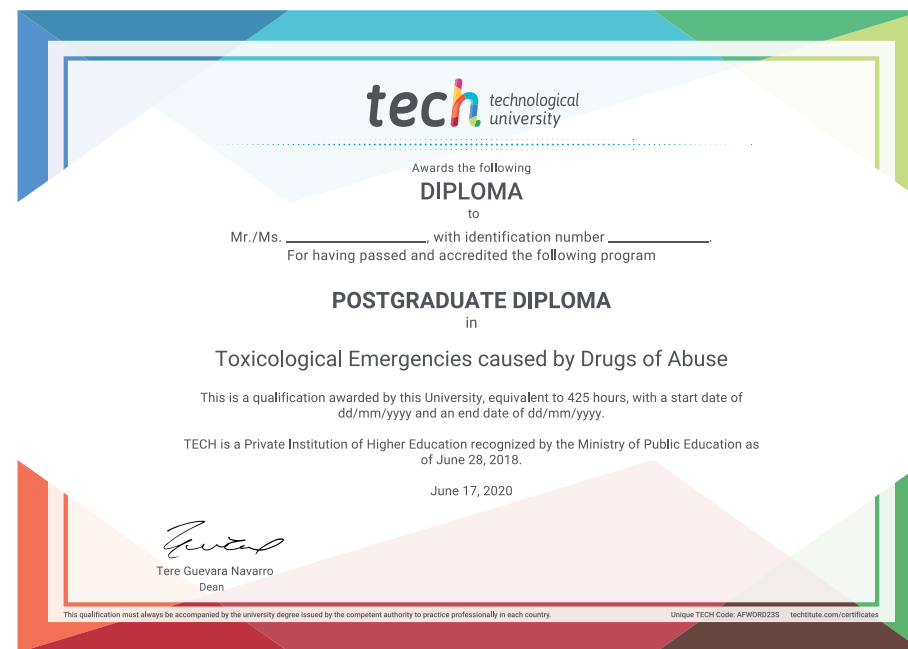 tech technological
university
Awards the following
DIPLOMA
to
Mr./Ms. ____________________, with identification number ______________.
For having passed and accredited the following program
POSTGRADUATE DIPLOMA
in
Toxicological Emergencies caused by Drugs of Abuse
This is a qualification awarded by this University, equivalent to 425 hours, with a start date of
dd/mm/yyyy and an end date of dd/mm/yyyy.
TECH is a Private Institution of Higher Education recognized by the Ministry of Public Education as
of June 28, 2018.
June 17, 2020
Tere Guevara Navarro
Dean
This qualification must always be accompanied by the university degree issued by the competent authority to practice professionally in each country. Unique TECH Code: AFWORD23S techtitute.com/certificates